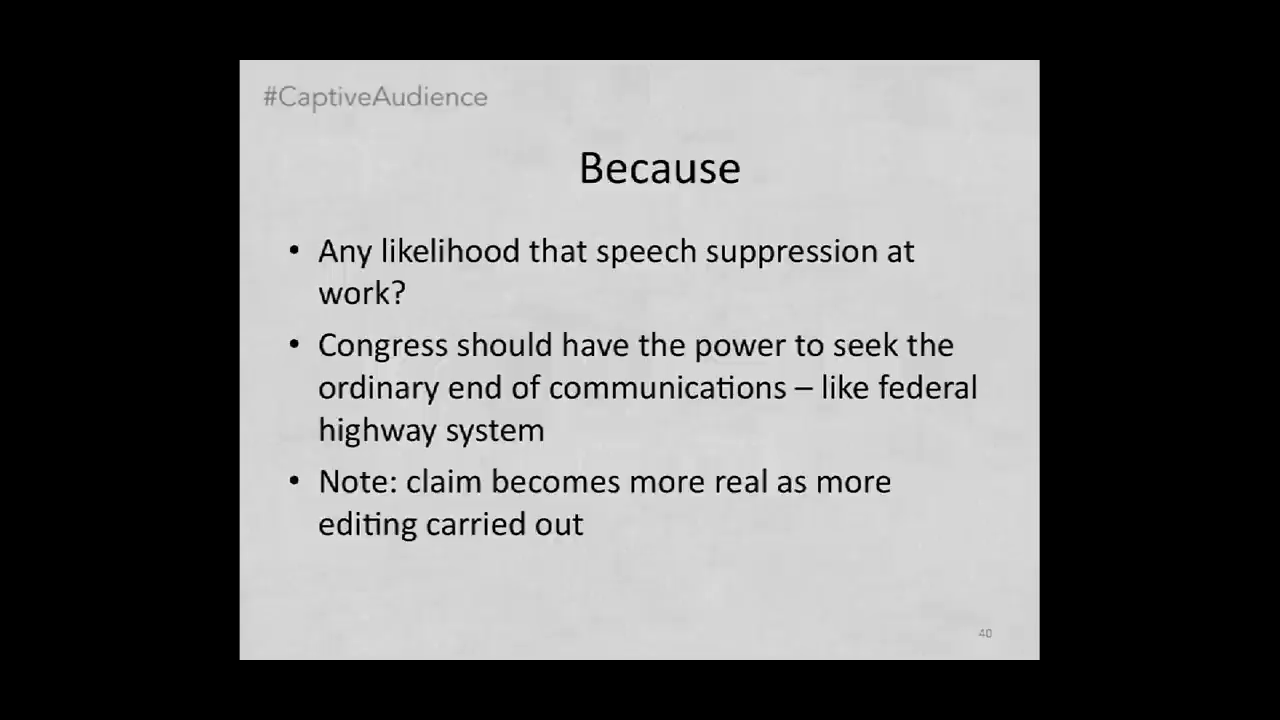 #CaptiveAudience
Because
• Any likelihood that speech suppression at
work?
• Congress should have the power to seek the
ordinary end of communications – like federal
highway system
• Note: claim becomes more real as more
editing carried out
40